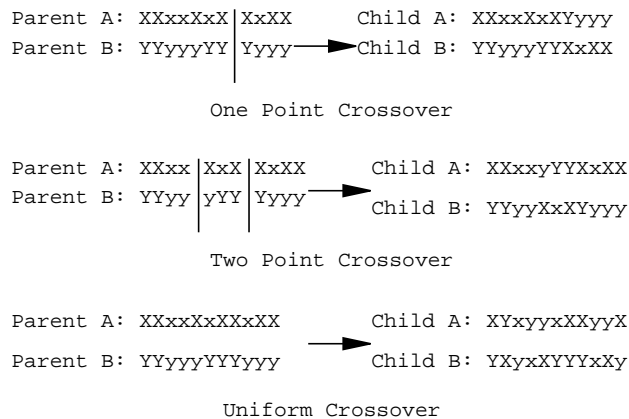 Parent A: XXxxXxX XxXX Child A: XXxxXxXYyyy
Parent B: YYyyyYY Yyyy Child B: YYyyyYYXxXX
One Point Crossover
Parent A: XXxx XxX XxXX Child A: XXxxyYYXxXX
Parent B: YYyy yYY Yyyy
Child B: YYyyXxXYyyy
Two Point Crossover
Parent A: XXxxXxXXxXX Child A: XYxyyxXXyyX
Parent B: YYyyyYYYyyy Child B: YXyxXYYYxXy
Uniform Crossover